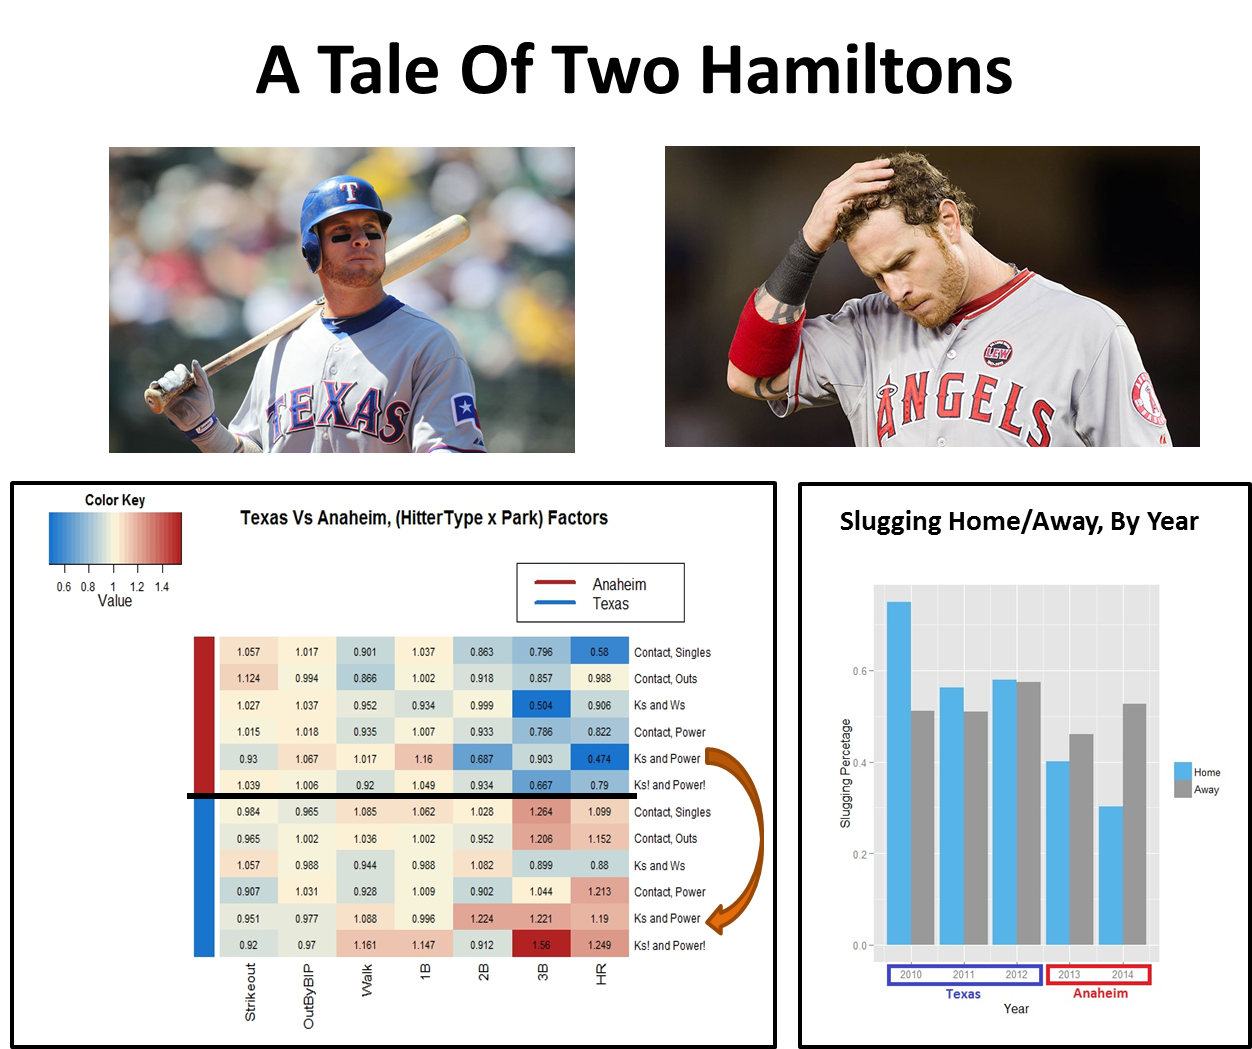 A Tale Of Two Hamiltons
T
TEXAS
LEW
ANGELS
A
Color Key
0.6 0.8 1 1.2 1.4
Value
Texas Vs Anaheim, (HitterType x Park) Factors
Anaheim
Texas
1.057 1.017 0.901 1.037 0.863 0.796 0.58 Contact, Singles
1.124 0.994 0.866 1.002 0.918 0.857 0.988 Contact, Outs
1.027 1.037 0.952 0.934 0.999 0.504 0.906 Ks and Ws
1.015 1.018 0.935 1.007 0.933 0.786 0.822 Contact, Power
0.93 1.067 1.017 1.16 0.687 0.903 0.474 Ks and Power
1.039 1.006 0.92 1.049 0.934 0.667 0.79 Ks! and Power!
0.984 0.965 1.085 1.062 1.028 1.264 1.099 Contact, Singles
0.965 1.002 1.036 1.002 0.952 1.206 1.152 Contact, Outs
1.057 0.988 0.944 0.988 1.082 0.899 0.88 Ks and Ws
0.907 1.031 0.928 1.009 0.902 1.044 1.213 Contact, Power
0.951 0.977 1.088 0.996 1.224 1.221 1.19 Ks and Power
0.92 0.97 1.161 1.147 0.912 1.56 1.249 Ks! and Power!
Strikeout OutByBIP Walk 1B 2B 3B HR
Slugging Home/Away, By Year
Slugging Percetage
0.6
0.4
0.2
0.0
Home
Away
2010 2011 2012 2013 2014
Texas Anaheim
Year